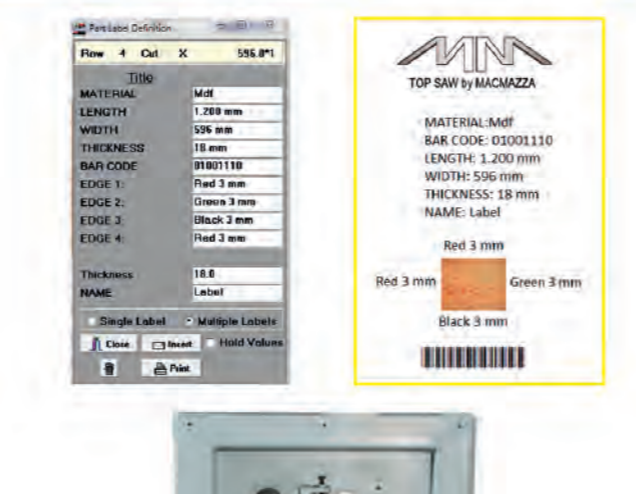 Part Label Definition
Row 4 Cut X 596.0*1
Title
MATERIAL Mdf
LENGTH 1.200 mm
WIDTH 596 mm
THICKNESS 18 mm
BAR CODE 01001110
EDGE 1: Red 3 mm
EDGE 2: Green 3 mm
EDGE 3: Black 3 mm
EDGE 4: Red 3 mm
Thickness 18.0
NAME Label
Single Label Multiple Labels
Close Insert Hold Values
Print
TOP SAW by MACMAZZA
MATERIAL:Mdf
BAR CODE: 01001110
LENGTH: 1.200 mm
WIDTH: 596 mm
THICKNESS: 18 mm
NAME: Label
Red 3 mm
Red 3 mm Green 3 mm
Black 3 mm